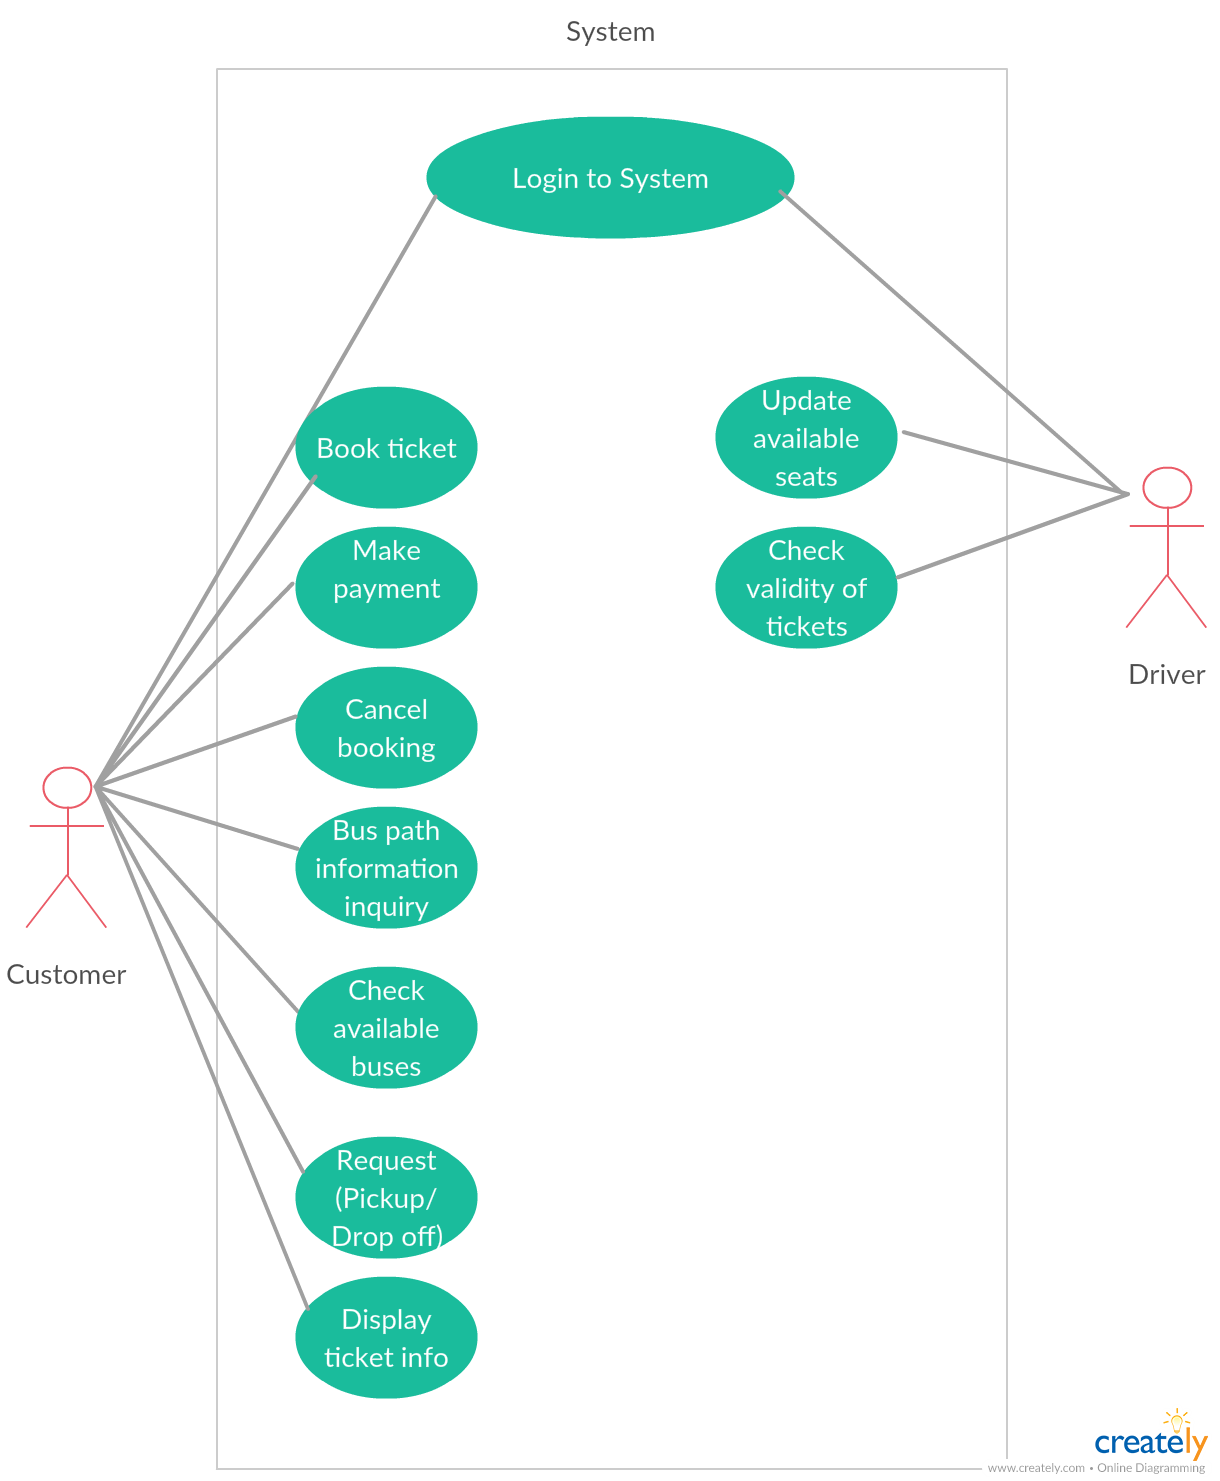 System
Login to System
Book ticket
Make
payment
Cancel
booking
Bus path
information
inquiry
Check
available
buses
Request
(Pickup/
Drop off)
Display
ticket info
Update
available
seats
Check
validity of
tickets
Customer
Driver
creately
www.creately.com • Online Diagramming